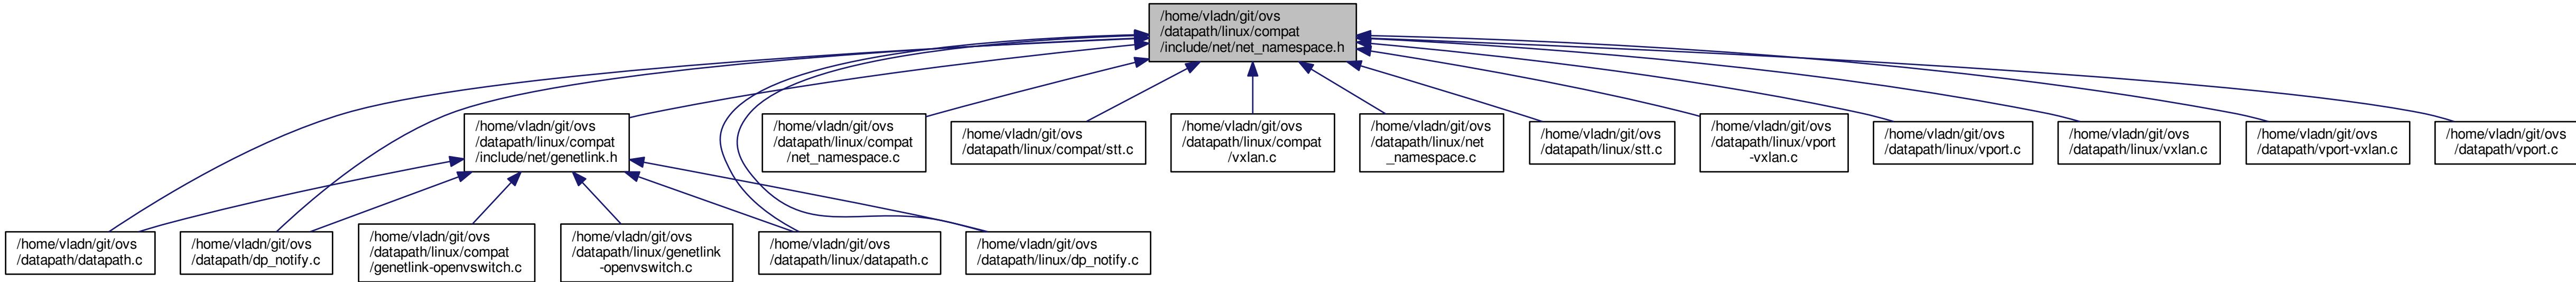 /home/vladn/git/ovs
/datapath/linux/compat
/include/net/net_namespace.h
/home/vladn/git/ovs
/datapath/linux/compat
/include/net/genetlink.h
/home/vladn/git/ovs
/datapath/linux/compat
/net_namespace.c
/home/vladn/git/ovs
/datapath/linux/compat/stt.c
/home/vladn/git/ovs
/datapath/linux/compat
/vxlan.c
/home/vladn/git/ovs
/datapath/linux/net
_namespace.c
/home/vladn/git/ovs
/datapath/linux/stt.c
/home/vladn/git/ovs
/datapath/linux/vport
-vxlan.c
/home/vladn/git/ovs
/datapath/linux/vport.c
/home/vladn/git/ovs
/datapath/linux/vxlan.c
/home/vladn/git/ovs
/datapath/vport-vxlan.c
/home/vladn/git/ovs
/datapath/vport.c
/home/vladn/git/ovs
/datapath/datapath.c
/home/vladn/git/ovs
/datapath/dp_notify.c
/home/vladn/git/ovs
/datapath/linux/compat
/genetlink-openvswitch.c
/home/vladn/git/ovs
/datapath/linux/genetlink
-openvswitch.c
/home/vladn/git/ovs
/datapath/linux/datapath.c
/home/vladn/git/ovs
/datapath/linux/dp_notify.c